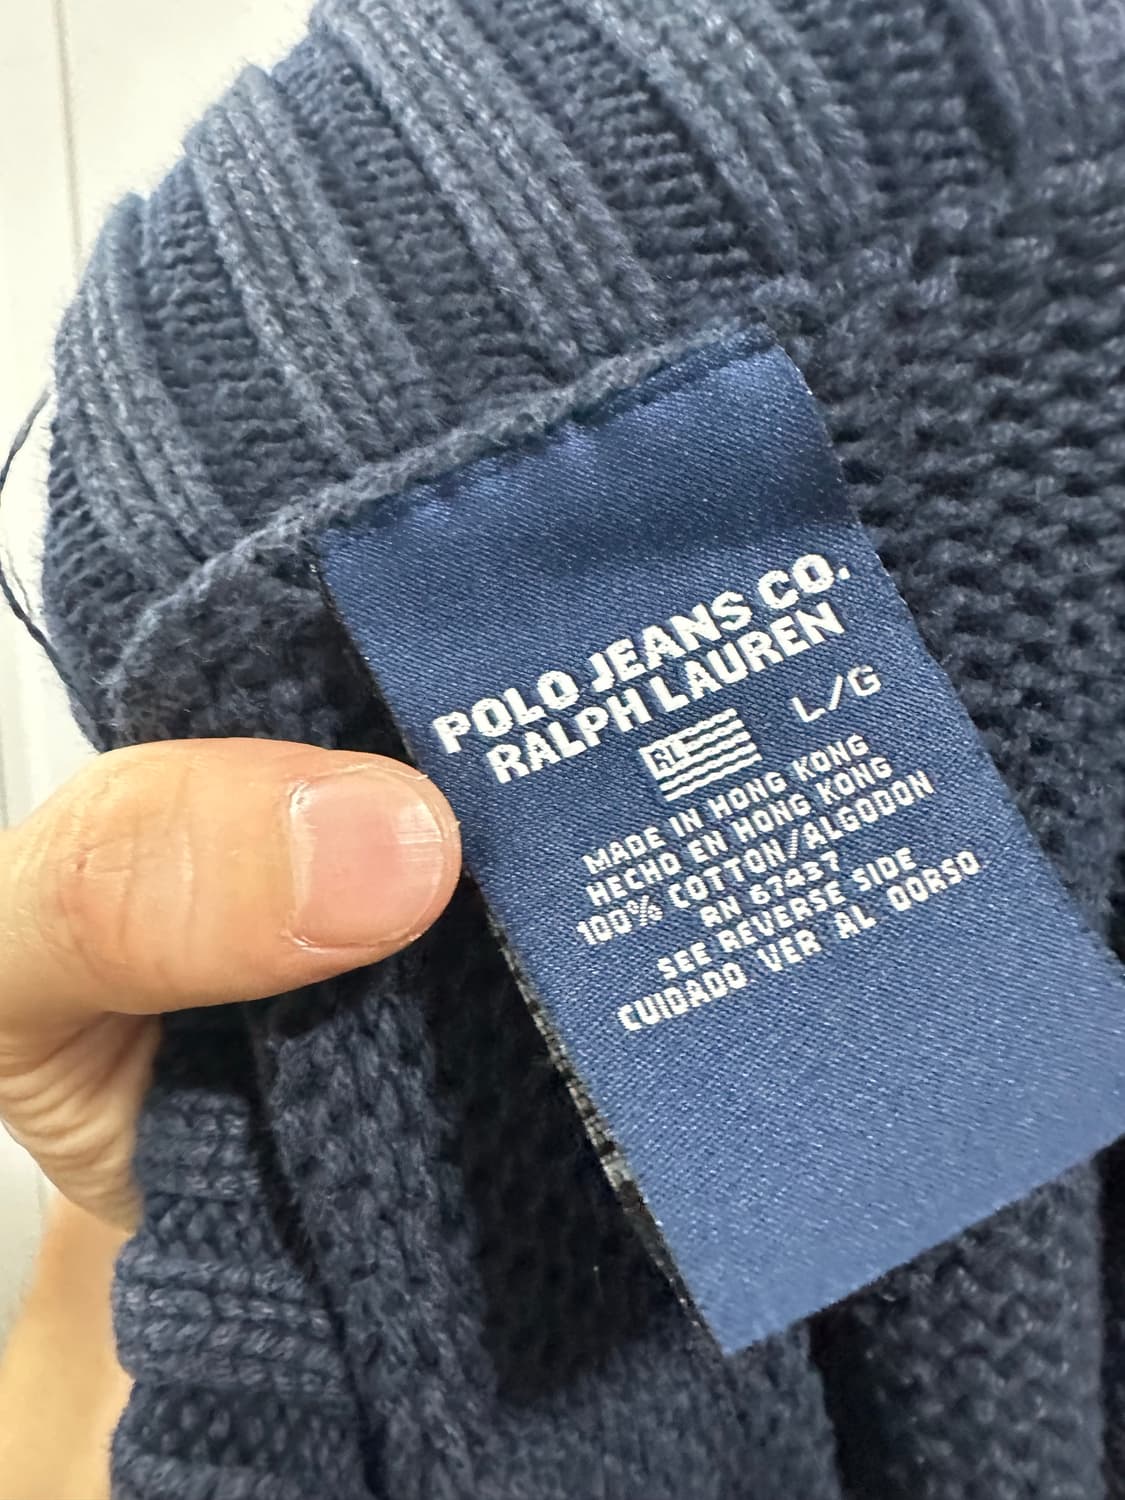 POLO JEANS CO.
RALPH LAUREN
L/G
RL
MADE IN HONG KONG
HECHO EN HONG KONG
100% COTTON/ALGODON
RN 67437
SEE REVERSE SIDE
CUIDADO VER AL DORSO